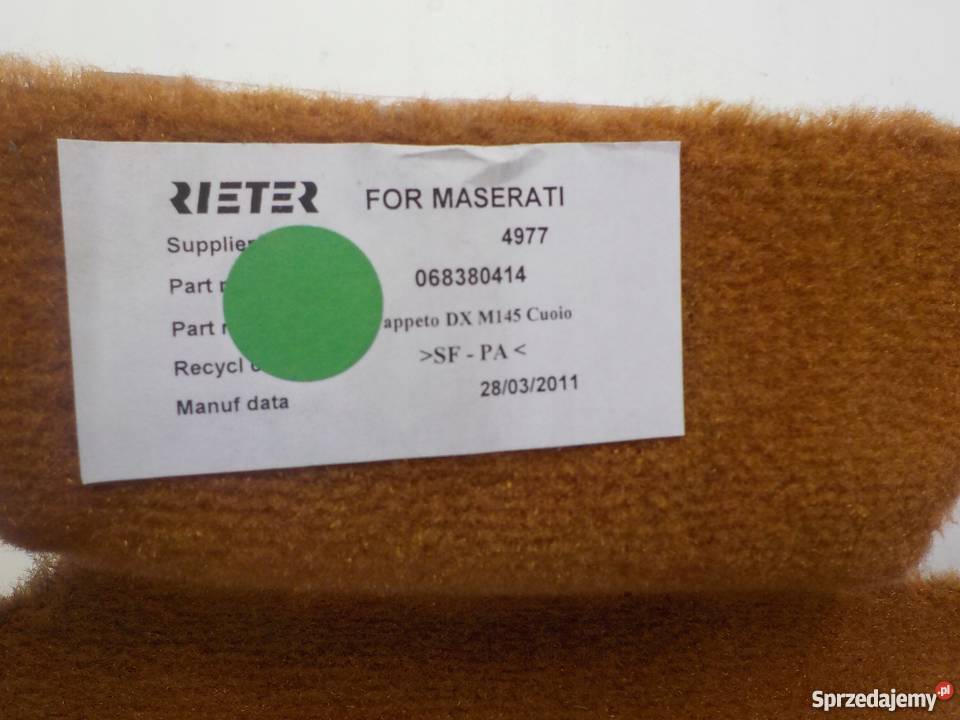 RIETER FOR MASERATI
Supplie 4977
Part 068380414
Part appeto DX M145 Cuoio
Recycl >SF - PA <
Manuf data 28/03/2011
Sprzedajemy.pl